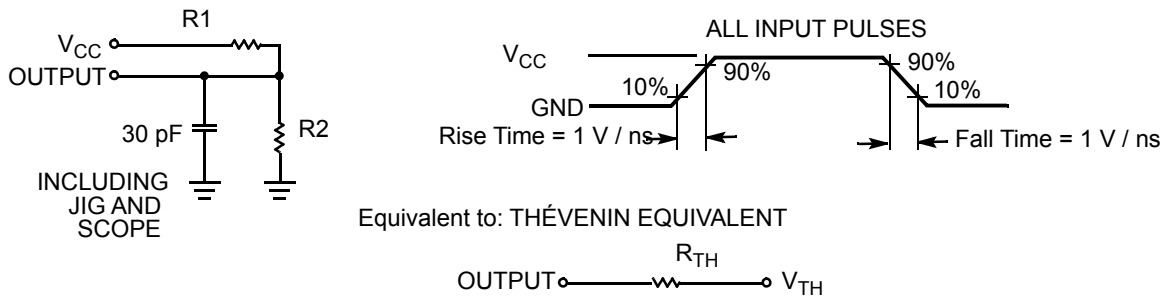 R1
V_CC
OUTPUT
30 pF
R2
INCLUDING
JIG AND
SCOPE
ALL INPUT PULSES
V_CC
GND
10%
90%
90%
10%
Rise Time = 1 V / ns
Fall Time = 1 V / ns
Equivalent to: THÉVENIN EQUIVALENT
R_TH
OUTPUT
V_TH